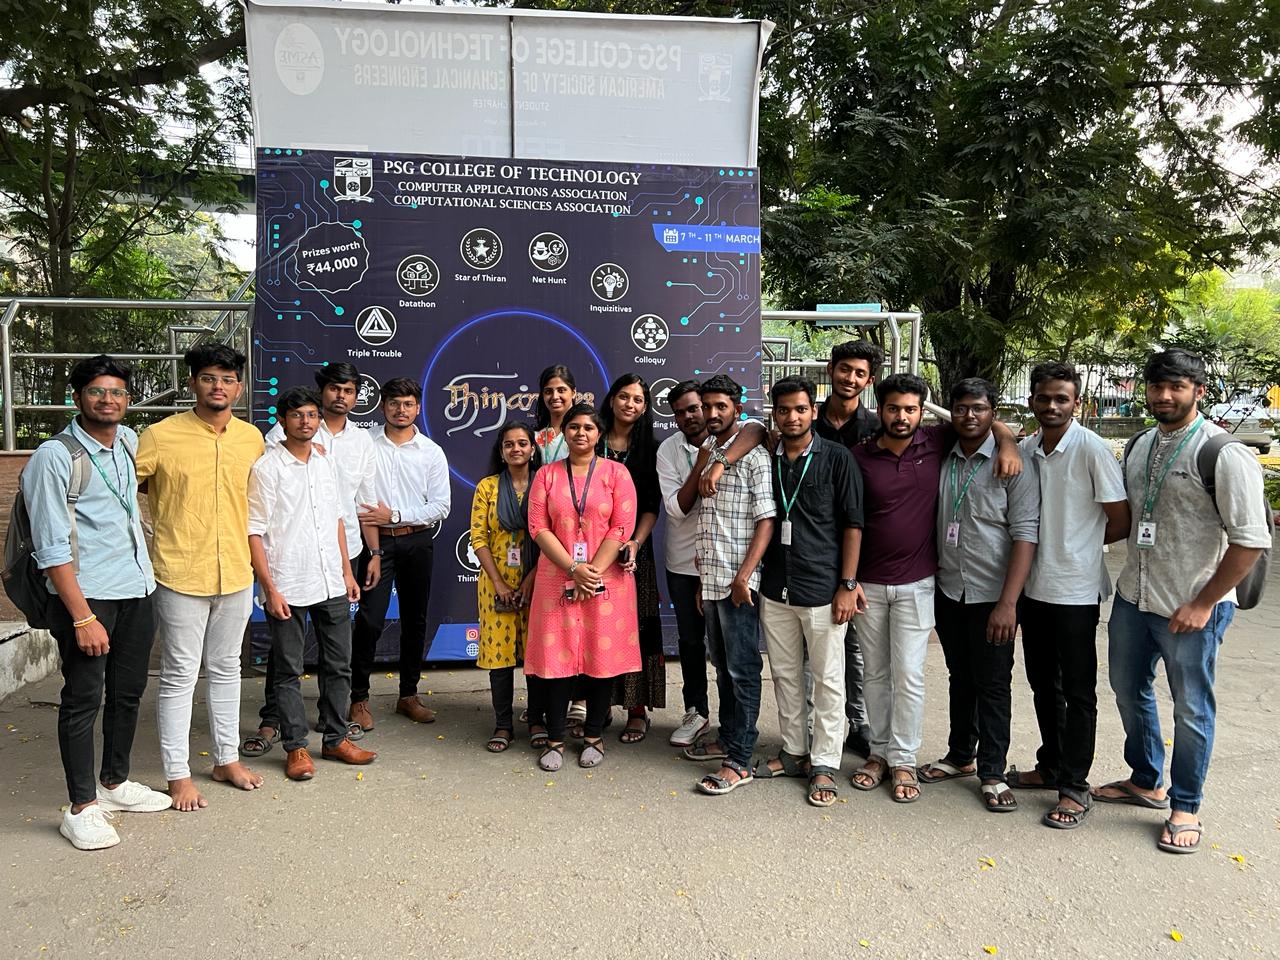 PSG COLLEGE OF TECHNOLOGY
AMERICAN SOCIETY OF MECHANICAL ENGINEERS
STUDENT CHAPTER
ASME
PSG COLLEGE OF TECHNOLOGY
COMPUTER APPLICATIONS ASSOCIATION
COMPUTATIONAL SCIENCES ASSOCIATION
7 TH - 11 TH MARCH
Prizes worth
₹44,000
Star of Thiran
Net Hunt
Datathon
Inquizitives
Triple Trouble
Colloquy